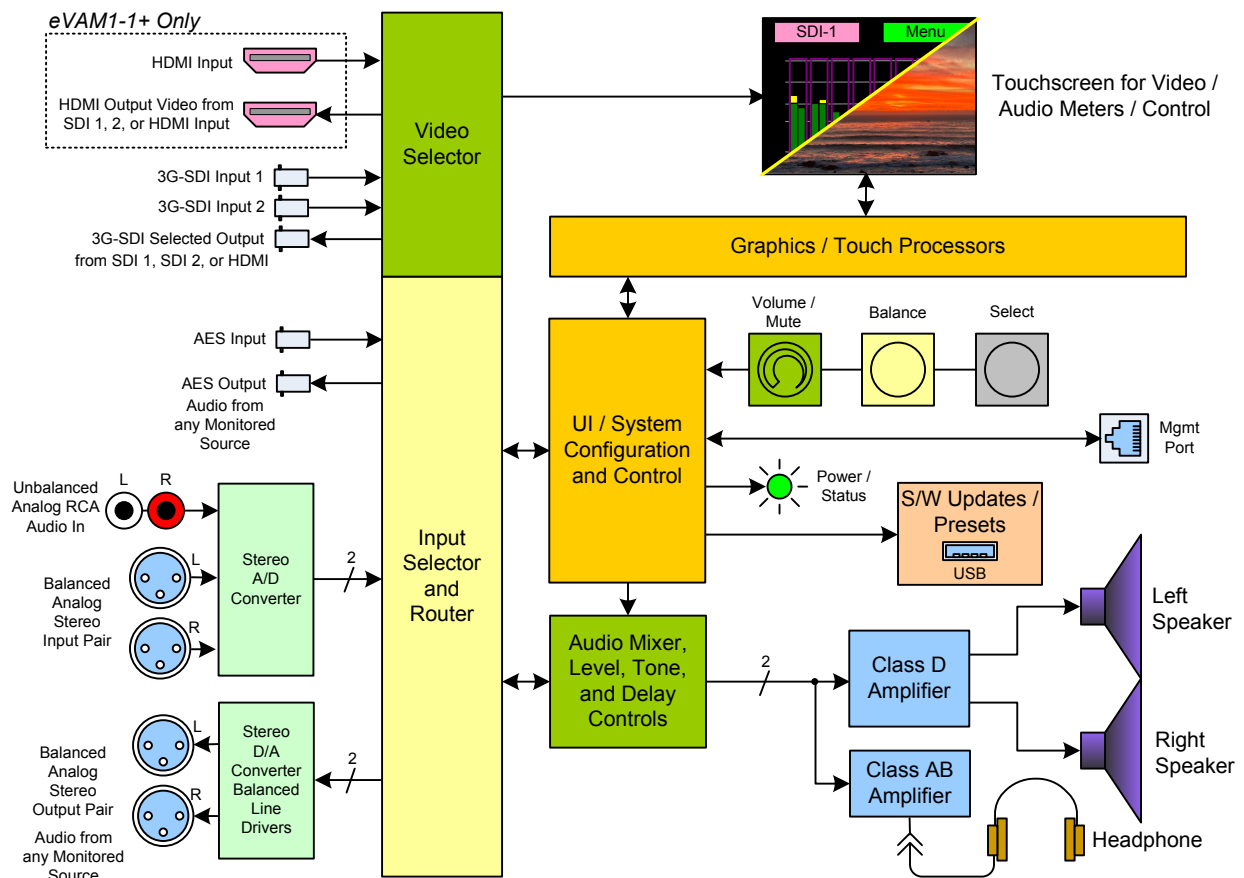 eVAM1-1+ Only
HDMI Input
HDMI Output Video from
SDI 1, 2, or HDMI Input
3G-SDI Input 1
3G-SDI Input 2
3G-SDI Selected Output
from SDI 1, SDI 2, or HDMI
Video
Selector
SDI-1
Menu
Touchscreen for Video /
Audio Meters / Control
Graphics / Touch Processors
AES Input
AES Output
Audio from
any Monitored
Source
Volume /
Mute
Balance
Select
UI / System
Configuration
and Control
Mgmt
Port
Power /
Status
S/W Updates /
Presets
USB
Unbalanced
Analog RCA
Audio In
L
R
Balanced
Analog
Stereo
Input Pair
L
R
Stereo
A/D
Converter
2
Input
Selector
and
Router
Audio Mixer,
Level, Tone,
and Delay
Controls
2
Class D
Amplifier
Left
Speaker
Right
Speaker
Class AB
Amplifier
Headphone
Balanced
Analog
Stereo
Output Pair
L
R
Audio from
any Monitored
Source
Stereo
D/A
Converter
Balanced
Line
Drivers
2